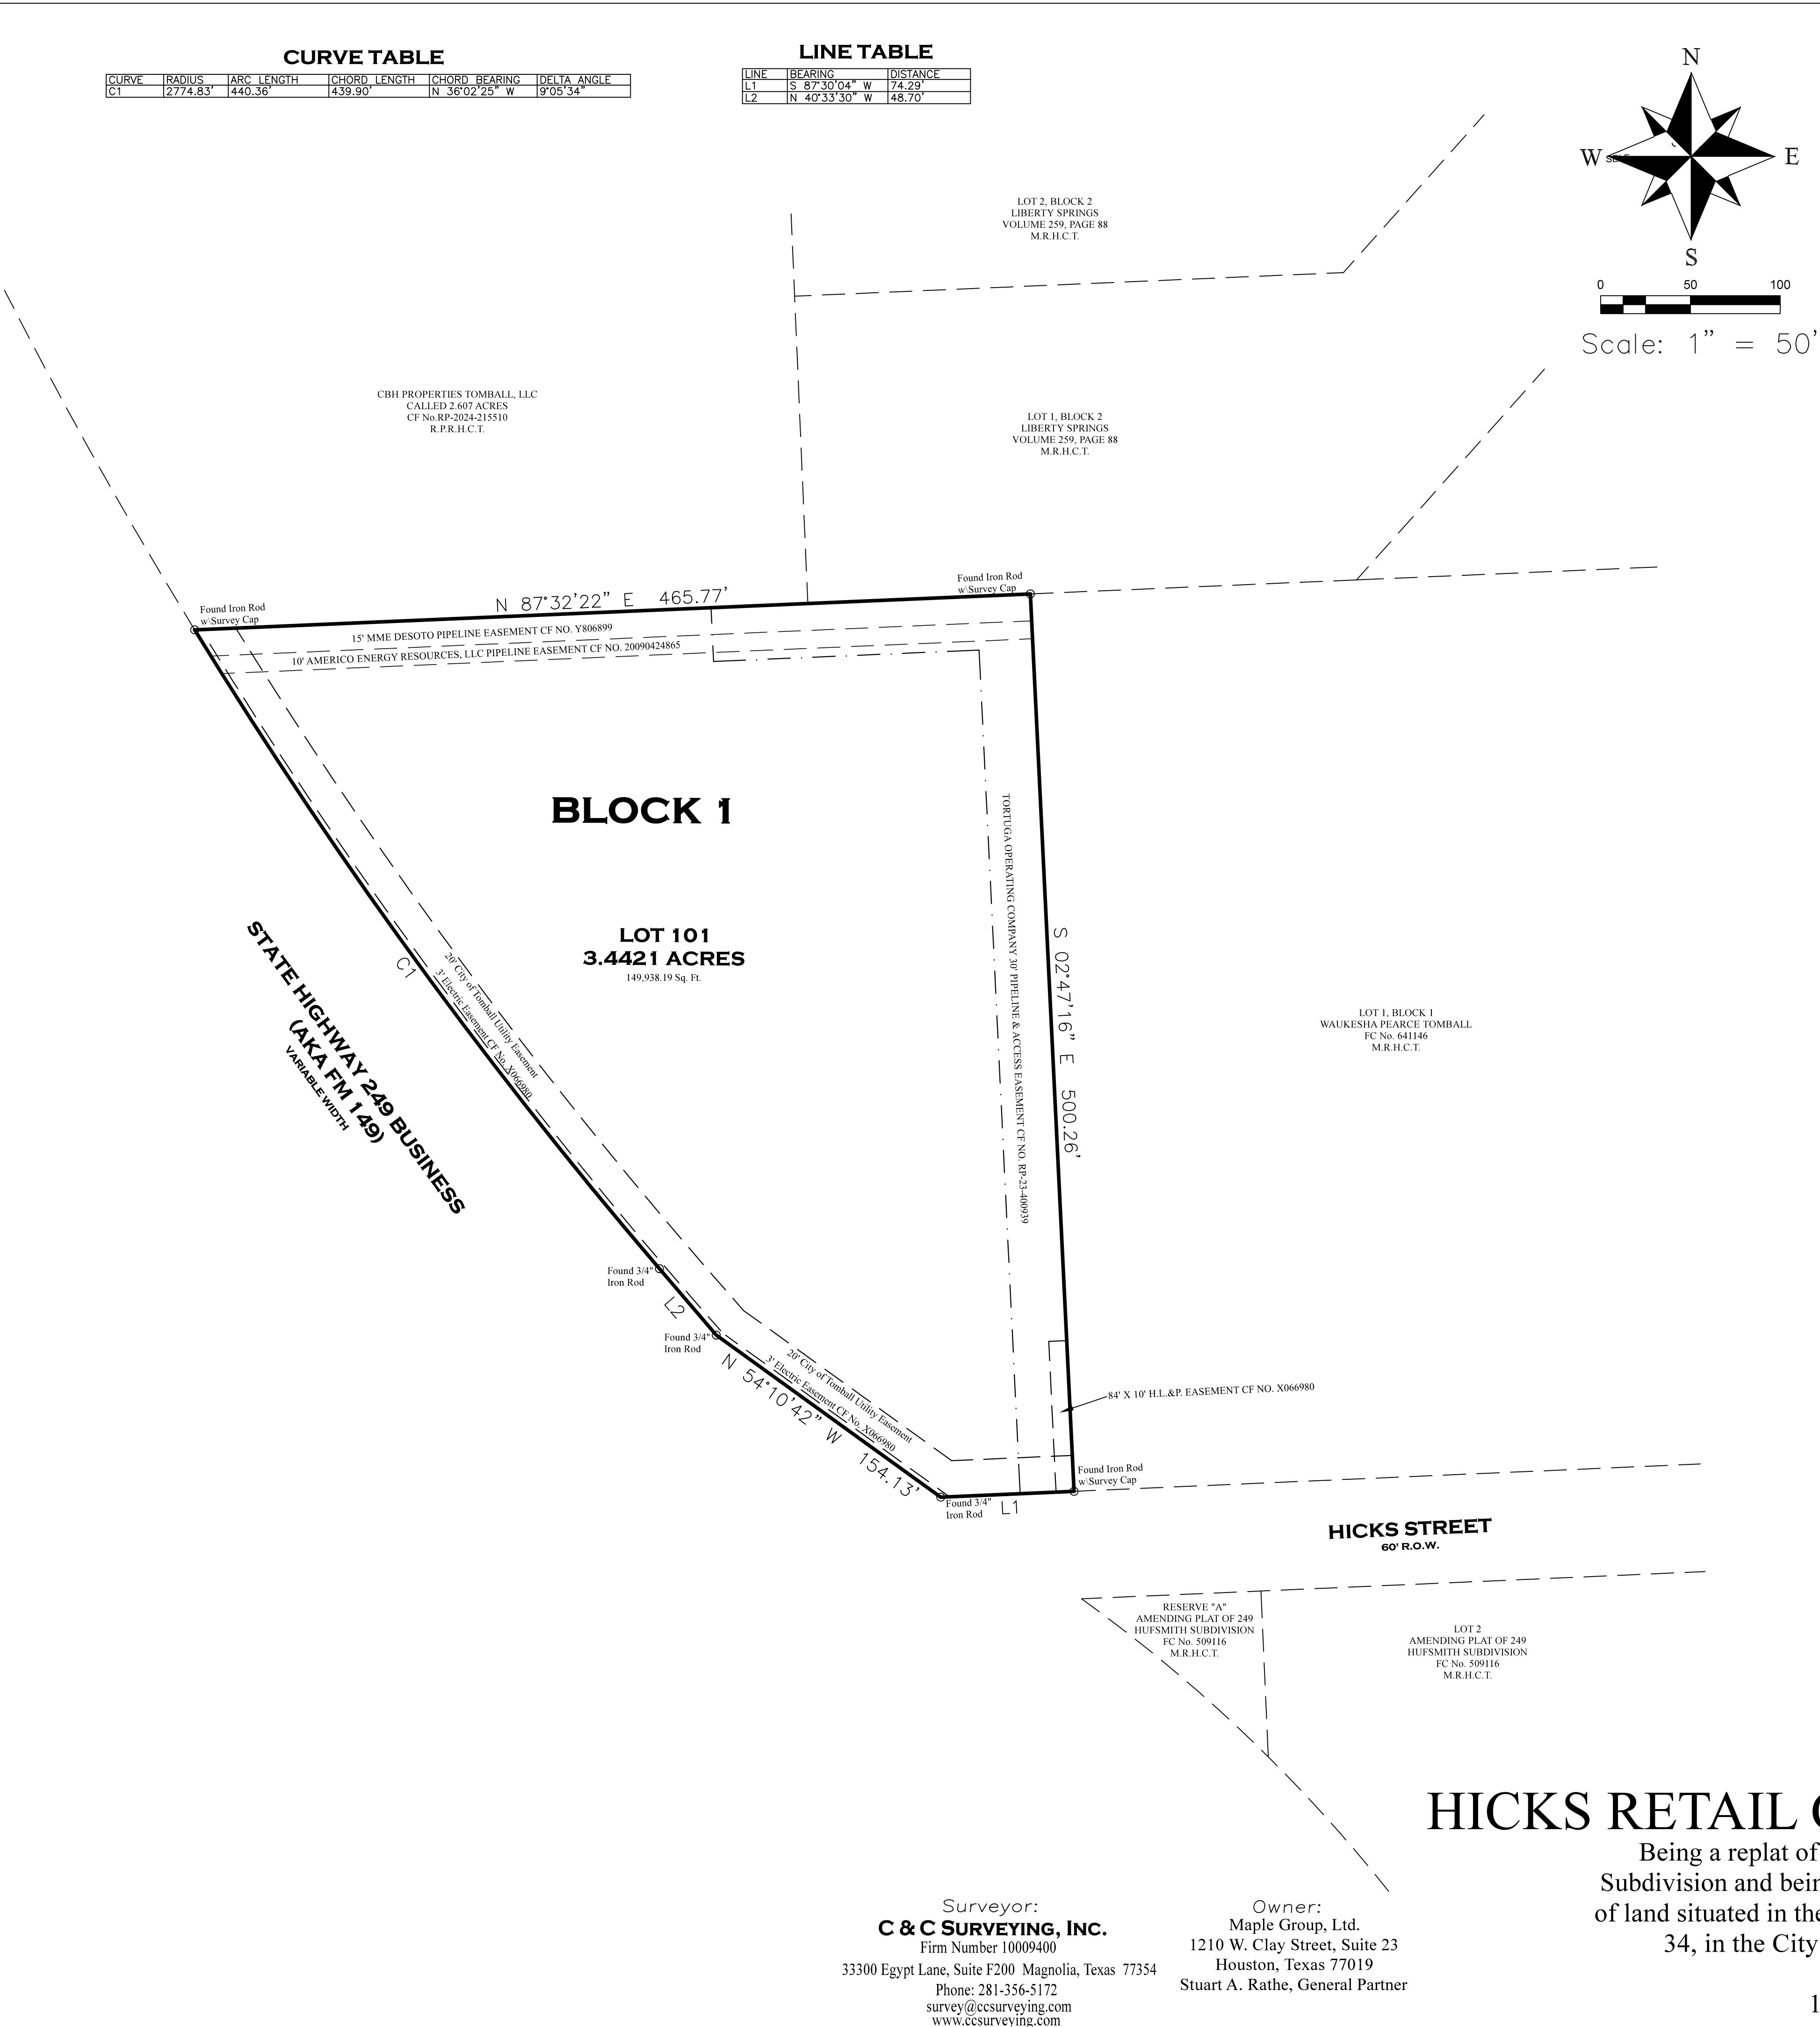 CURVE TABLE
CURVE RADIUS ARC LENGTH CHORD LENGTH CHORD BEARING DELTA ANGLE
C1 2774.83' 440.36' 439.90' N 36°02'25" W 9°05'34"
LINE TABLE
LINE BEARING DISTANCE
L1 S 87°30'04" W 74.29'
L2 N 40°33'30" W 48.70'
N
W
E
S
0 50 100
Scale: 1" = 50'
LOT 2, BLOCK 2
LIBERTY SPRINGS
VOLUME 259, PAGE 88
M.R.H.C.T.
CBH PROPERTIES TOMBALL, LLC
CALLED 2.607 ACRES
CF No.RP-2024-215510
R.P.R.H.C.T.
LOT 1, BLOCK 2
LIBERTY SPRINGS
VOLUME 259, PAGE 88
M.R.H.C.T.
Found Iron Rod
w\Survey Cap
N 87°32'22" E 465.77'
Found Iron Rod
w\Survey Cap
15' MME DESOTO PIPELINE EASEMENT CF NO. Y806899
10' AMERICO ENERGY RESOURCES, LLC PIPELINE EASEMENT CF NO. 20090424865
BLOCK 1
LOT 101
3.4421 ACRES
149,938.19 Sq. Ft.
TORTUGA OPERATING COMPANY 30' PIPELINE & ACCESS EASEMENT CF NO. RP-23-400939
S 02°47'16" E 500.26'
C1
20' City of Tomball Utility Easement
3' Electric Easement CF No. X066980
STATE HIGHWAY 249 BUSINESS
(AKA FM 149)
VARIABLE WIDTH
LOT 1, BLOCK 1
WAUKESHA PEARCE TOMBALL
FC No. 641146
M.R.H.C.T.
Found 3/4"
Iron Rod
L2
Found 3/4"
Iron Rod
N 54°10'42" W 154.13'
20' City of Tomball Utility Easement
3' Electric Easement CF No. X066980
84' X 10' H.L.&P. EASEMENT CF NO. X066980
Found Iron Rod
w\Survey Cap
Found 3/4"
Iron Rod
L1
HICKS STREET
60' R.O.W.
RESERVE "A"
AMENDING PLAT OF 249
HUFSMITH SUBDIVISION
FC No. 509116
M.R.H.C.T.
LOT 2
AMENDING PLAT OF 249
HUFSMITH SUBDIVISION
FC No. 509116
M.R.H.C.T.
HICKS RETAIL
Being a replat of
Subdivision and bein
of land situated in the
34, in the City
1
Surveyor:
C & C SURVEYING, INC.
Firm Number 10009400
33300 Egypt Lane, Suite F200 Magnolia, Texas 77354
Phone: 281-356-5172
survey@ccsurveying.com
www.ccsurveying.com
Owner:
Maple Group, Ltd.
1210 W. Clay Street, Suite 23
Houston, Texas 77019
Stuart A. Rathe, General Partner